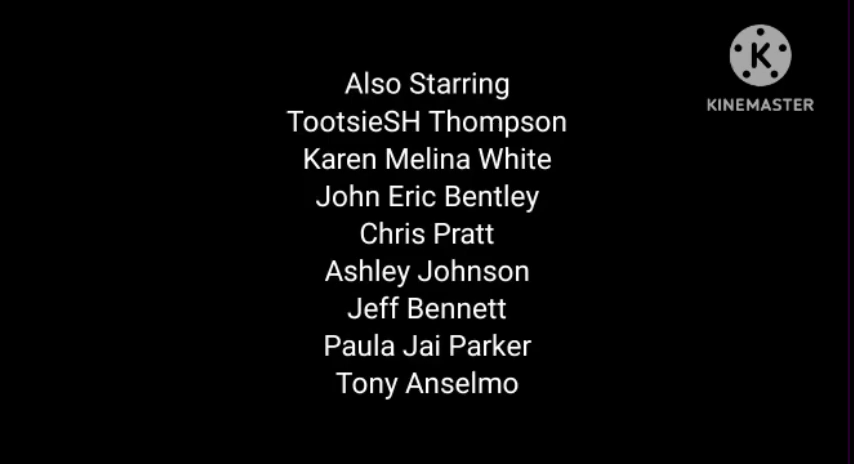 Also Starring
TootsieSH Thompson
Karen Melina White
John Eric Bentley
Chris Pratt
Ashley Johnson
Jeff Bennett
Paula Jai Parker
Tony Anselmo
K
KINEMASTER